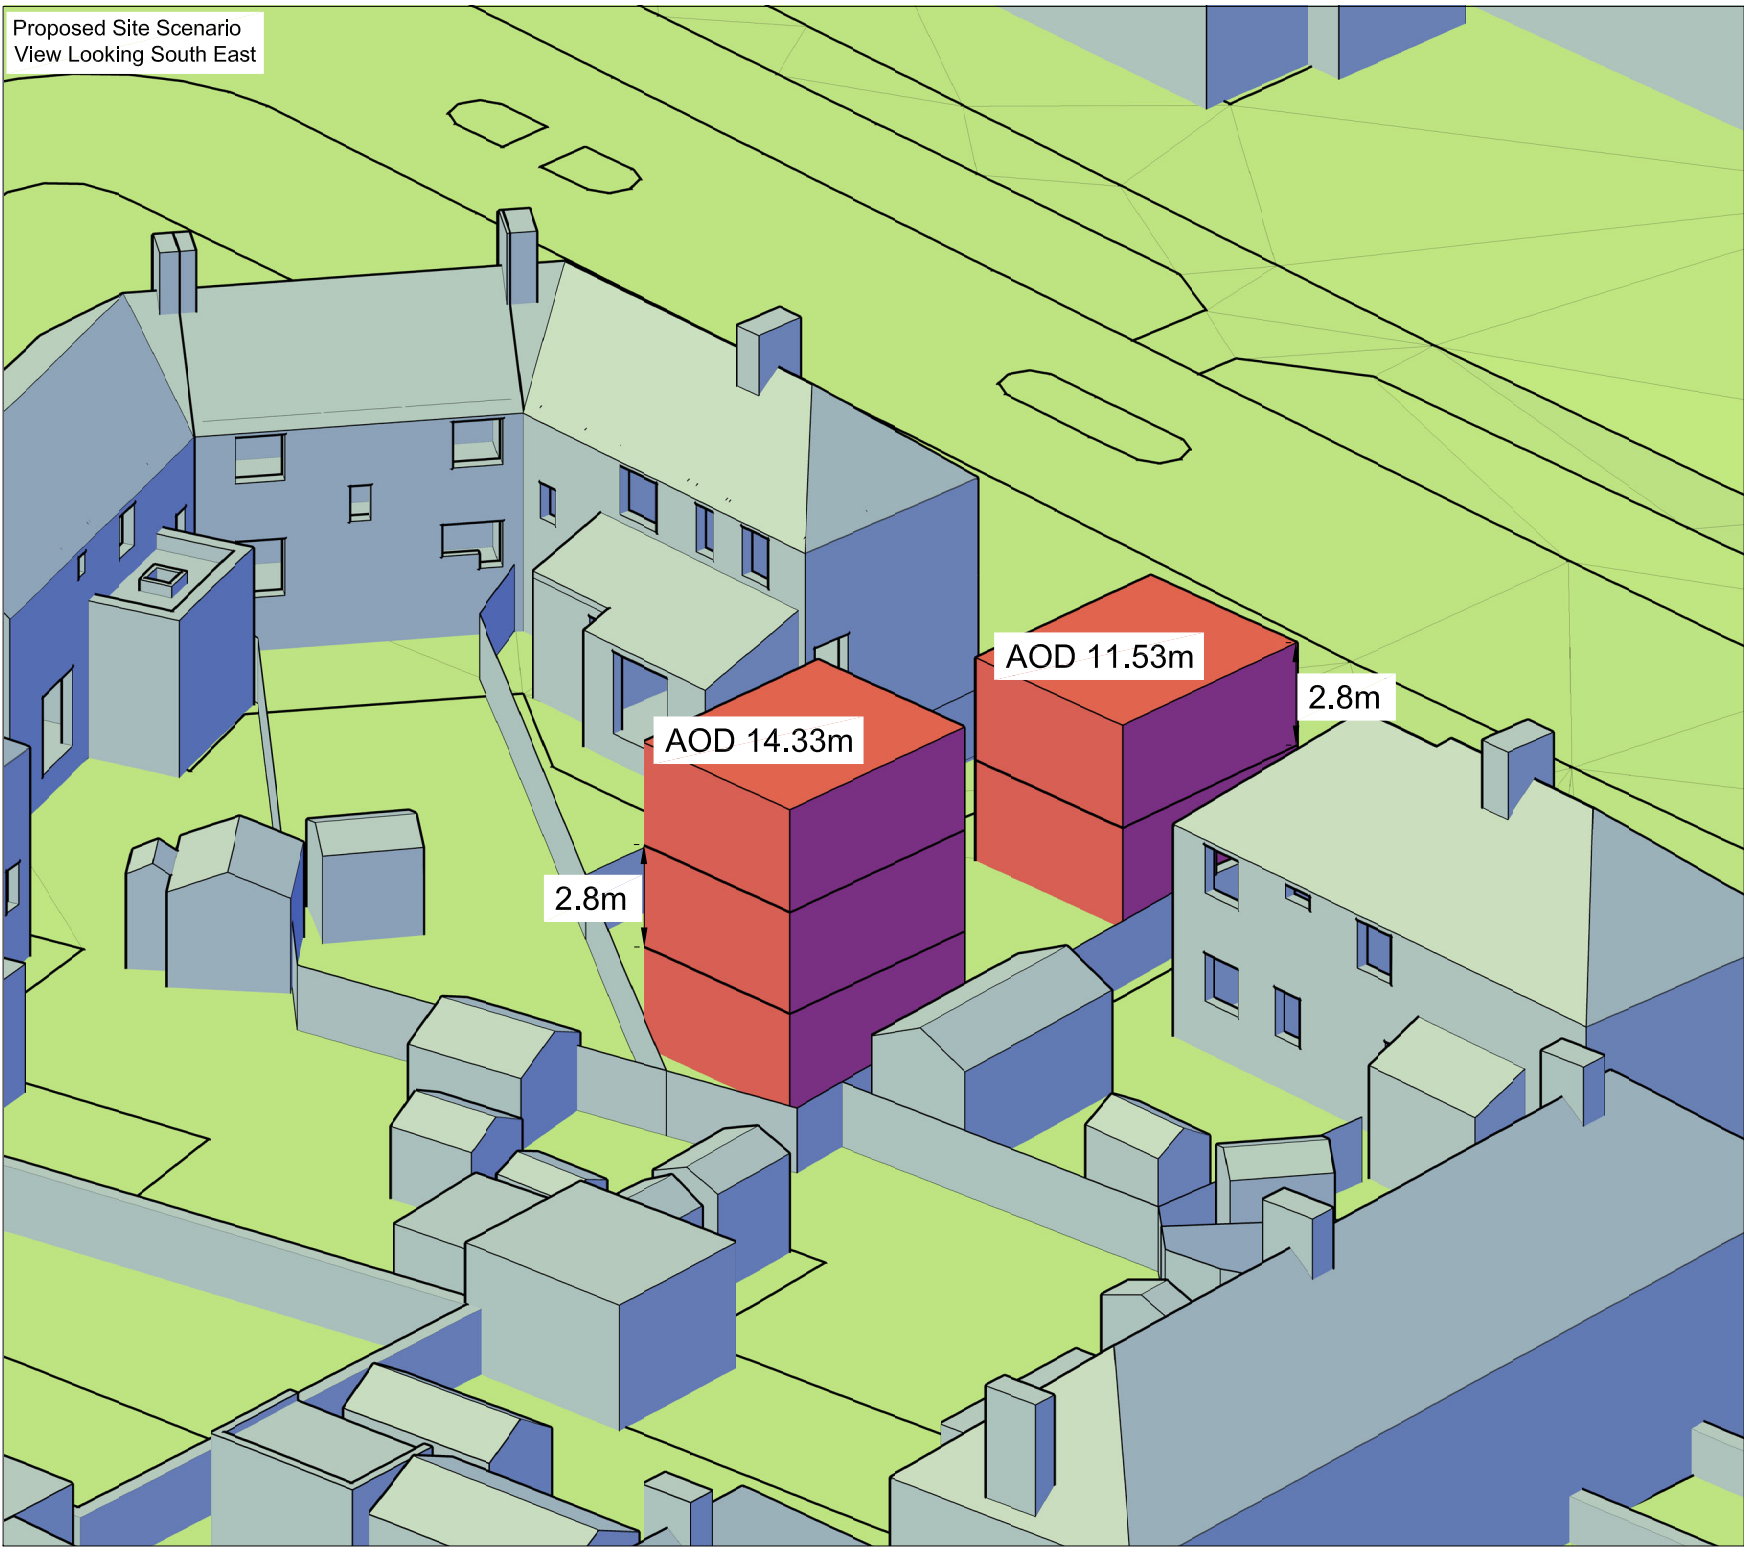 Proposed Site Scenario
View Looking South East
AOD 11.53m
2.8m
AOD 14.33m
2.8m